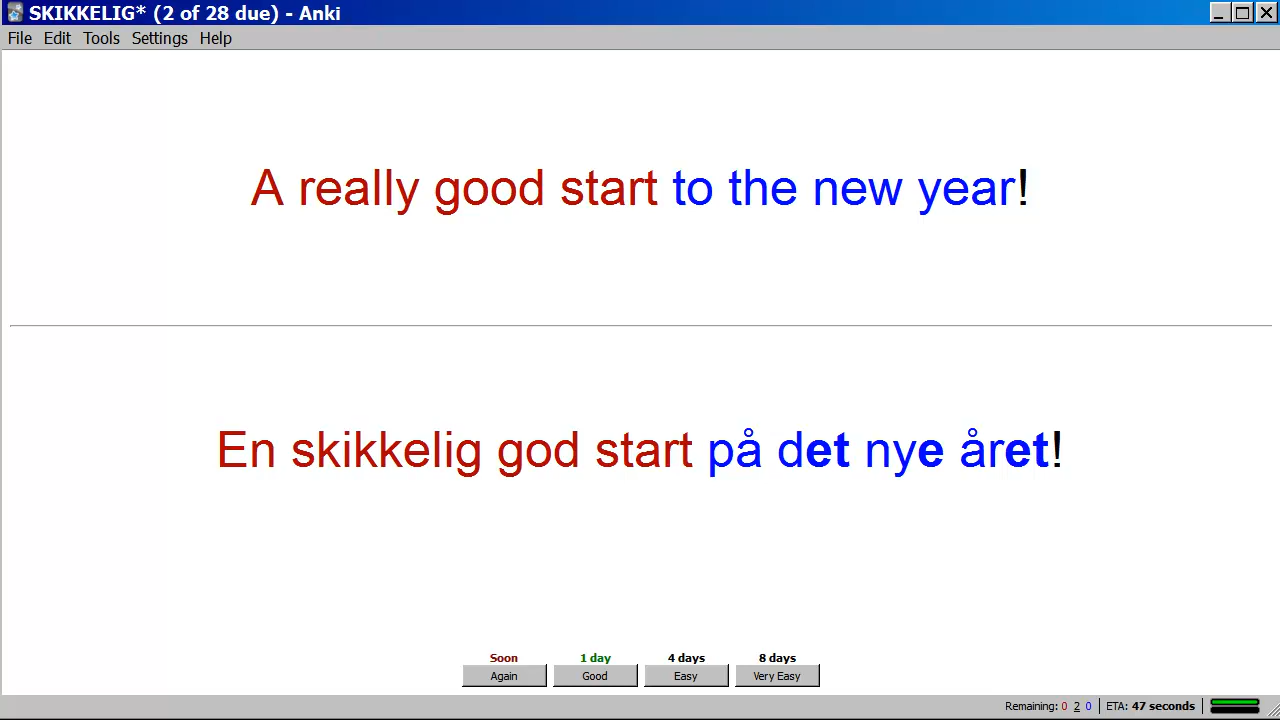 SKIKKELIG* (2 of 28 due) - Anki
File Edit Tools Settings Help
A really good start to the new year!
En skikkelig god start på det nye året!
Soon 1 day 4 days 8 days
Again Good Easy Very Easy
Remaining: 0 2 0 ETA: 47 seconds